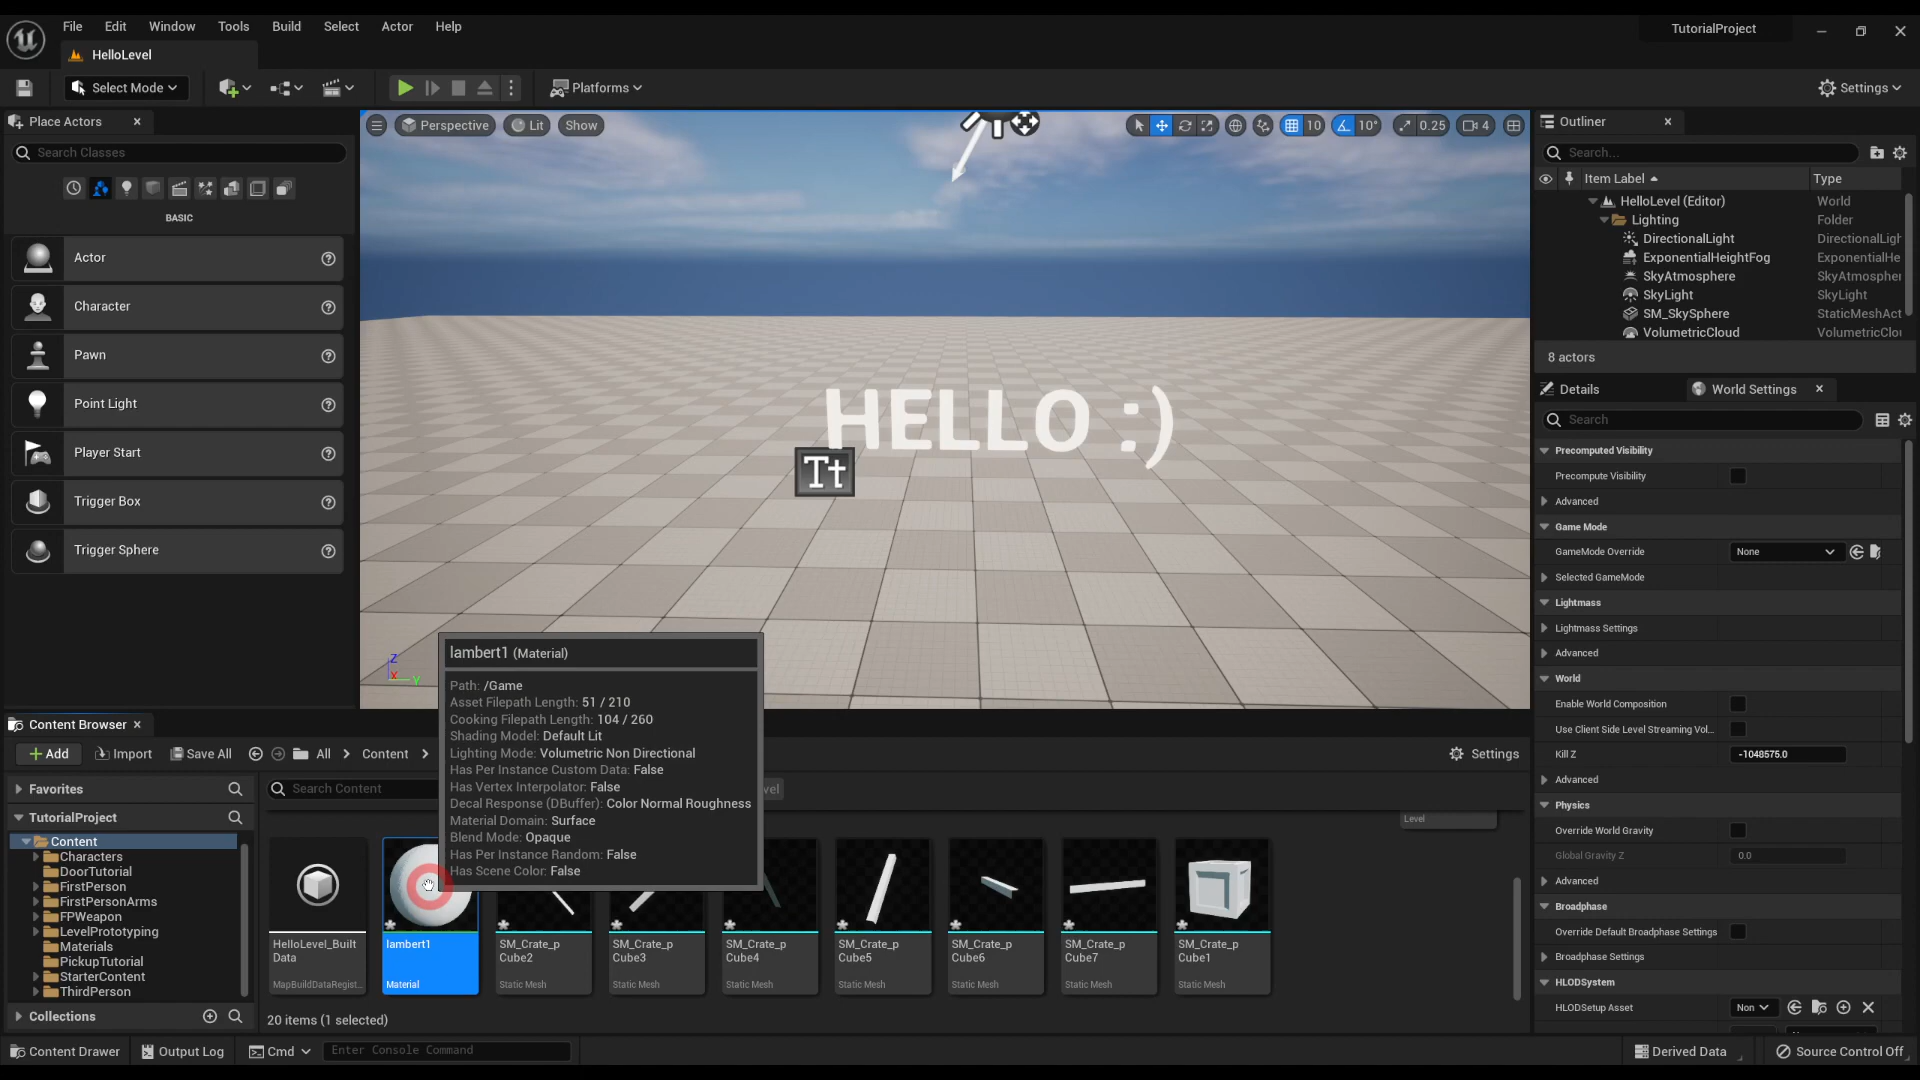 File Edit Window Tools Build Select Actor Help
TutorialProject
HelloLevel
Select Mode
Platforms
Settings
Place Actors
Search Classes
BASIC
Actor
Character
Pawn
Point Light
Player Start
Trigger Box
Trigger Sphere
Perspective Lit Show
10 10° 0.25 4
HELLO :)
Tt
Z
X
Y
Outliner
Search...
Item Label Type
HelloLevel (Editor) World
Lighting Folder
DirectionalLight DirectionalLigh
ExponentialHeightFog ExponentialHe
SkyAtmosphere SkyAtmospher
SkyLight SkyLight
SM_SkySphere StaticMeshAct
VolumetricCloud VolumetricClou
8 actors
Details World Settings
Search
Precomputed Visibility
Precompute Visibility
Advanced
Game Mode
GameMode Override None
Selected GameMode
Lightmass
Lightmass Settings
Advanced
World
Enable World Composition
Use Client Side Level Streaming Vol...
Kill Z -1048575.0
Advanced
Physics
Override World Gravity
Global Gravity Z 0.0
Advanced
Broadphase
Override Default Broadphase Settings
Broadphase Settings
HLODSystem
HLODSetup Asset Non
lambert1 (Material)
Path: /Game
Asset Filepath Length: 51 / 210
Cooking Filepath Length: 104 / 260
Shading Model: Default Lit
Lighting Mode: Volumetric Non Directional
Has Per Instance Custom Data: False
Has Vertex Interpolator: False
Decal Response (DBuffer): Color Normal Roughness
Material Domain: Surface
Blend Mode: Opaque
Has Per Instance Random: False
Has Scene Color: False
Content Browser
Add Import Save All All Content
Settings
Favorites
TutorialProject
Content
Characters
DoorTutorial
FirstPerson
FirstPersonArms
FPWeapon
LevelPrototyping
Materials
PickupTutorial
StarterContent
ThirdPerson
Collections
Search Content
vel
Level
HelloLevel_Built
Data
MapBuildDataRegist...
lambert1
Material
SM_Crate_p
Cube2
Static Mesh
SM_Crate_p
Cube3
Static Mesh
SM_Crate_p
Cube4
Static Mesh
SM_Crate_p
Cube5
Static Mesh
SM_Crate_p
Cube6
Static Mesh
SM_Crate_p
Cube7
Static Mesh
SM_Crate_p
Cube1
Static Mesh
20 items (1 selected)
Content Drawer Output Log Cmd Enter Console Command
Derived Data Source Control Off